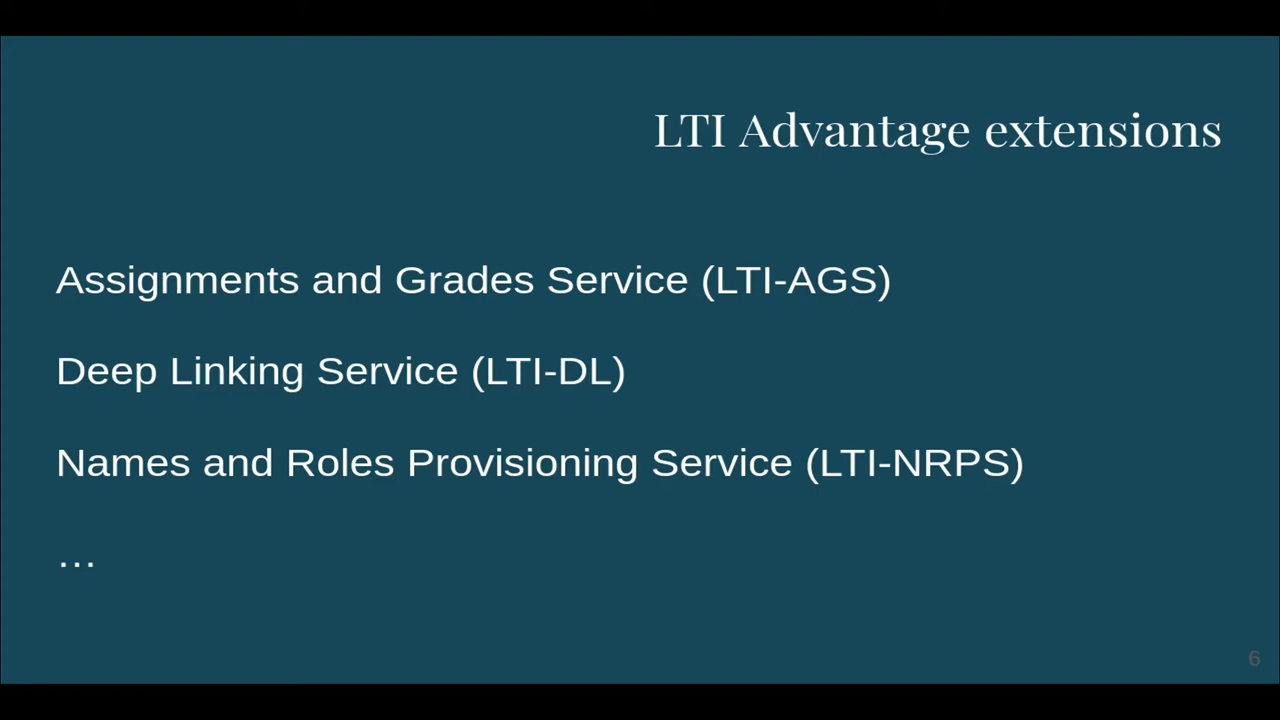 LTI Advantage extensions
Assignments and Grades Service (LTI-AGS)
Deep Linking Service (LTI-DL)
Names and Roles Provisioning Service (LTI-NRPS)
…
6